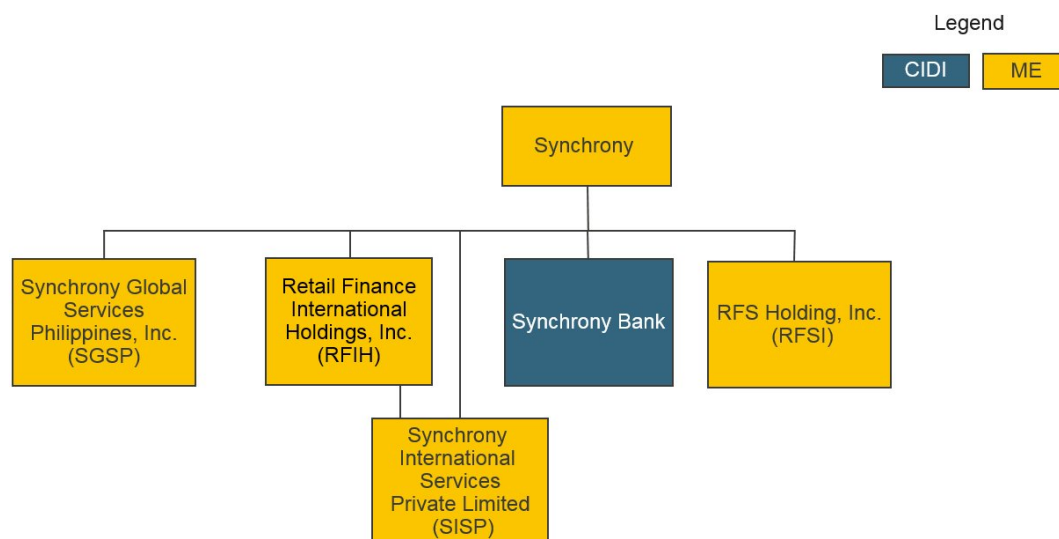 Legend
CIDI
ME
Synchrony
Synchrony Global
Services
Philippines, Inc.
(SGSP)
Retail Finance
International
Holdings, Inc.
(RFIH)
Synchrony Bank
RFS Holding, Inc.
(RFSI)
Synchrony
International
Services
Private Limited
(SISP)